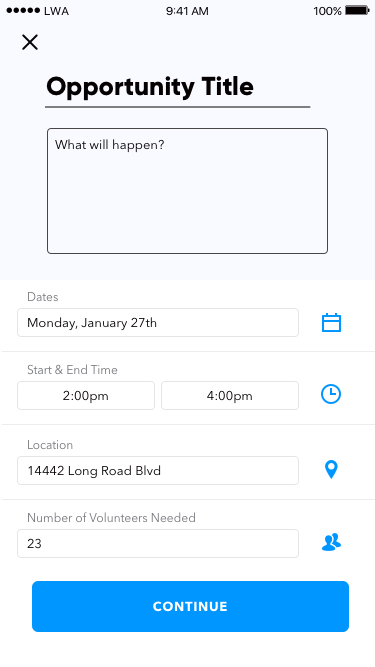 LWA 9:41 AM 100%
Opportunity Title
What will happen?
Dates
Monday, January 27th
Start & End Time
2:00pm 4:00pm
Location
14442 Long Road Blvd
Number of Volunteers Needed
23
CONTINUE